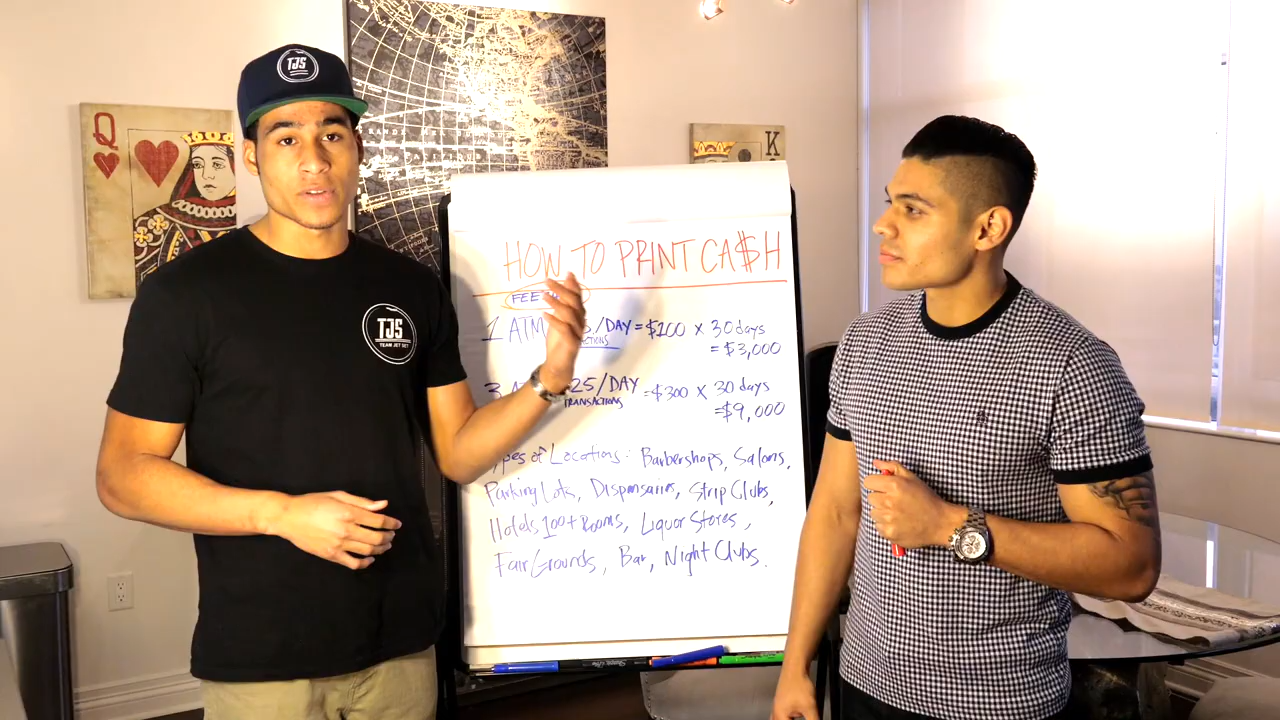 TJS
Q
K
HOW TO PRINT CA$H
FEE
1 ATM /DAY = $100 x 30 days
= $3,000
3 25/DAY = $300 x 30 days
TRANSACTIONS
= $9,000
TJS
TEAM JET SET
of Locations: Barbershops, Salons,
Parking Lots, Dispensaries, Strip Clubs,
Hotels 100+ Rooms, Liquor Stores,
Fair Grounds, Bar, Night Clubs.